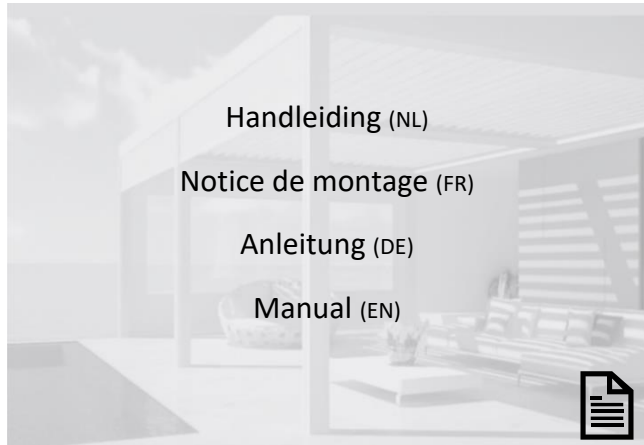 Handleiding (NL)
Notice de montage (FR)
Anleitung (DE)
Manual (EN)